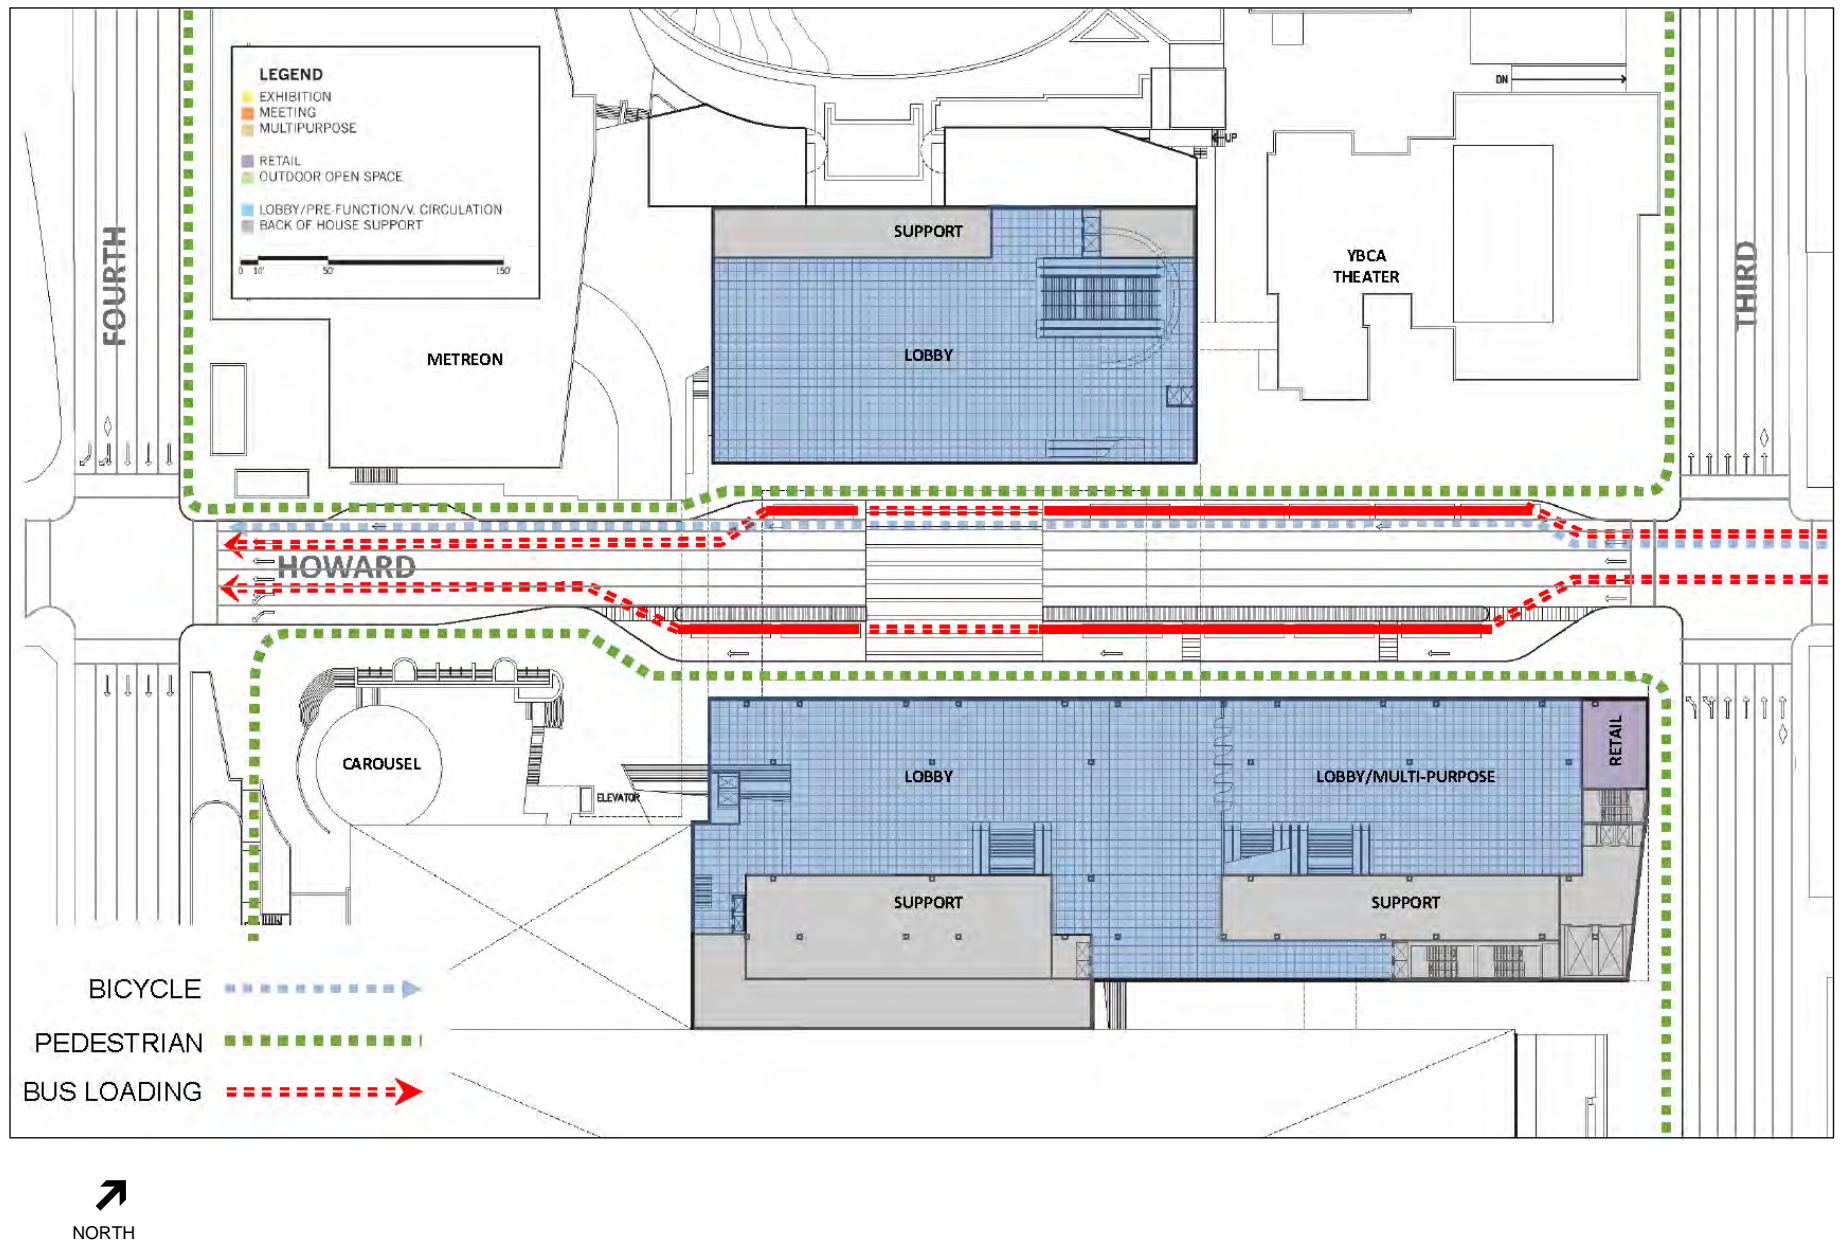 LEGEND
EXHIBITION
MEETING
MULTIPURPOSE
RETAIL
OUTDOOR OPEN SPACE
LOBBY/PRE-FUNCTION/V. CIRCULATION
BACK OF HOUSE SUPPORT
0 10' 50' 150'
FOURTH
METREON
SUPPORT
LOBBY
UP
DN
YBCA
THEATER
THIRD
HOWARD
CAROUSEL
ELEVATOR
LOBBY
LOBBY/MULTI-PURPOSE
RETAIL
SUPPORT
SUPPORT
BICYCLE
PEDESTRIAN
BUS LOADING
NORTH